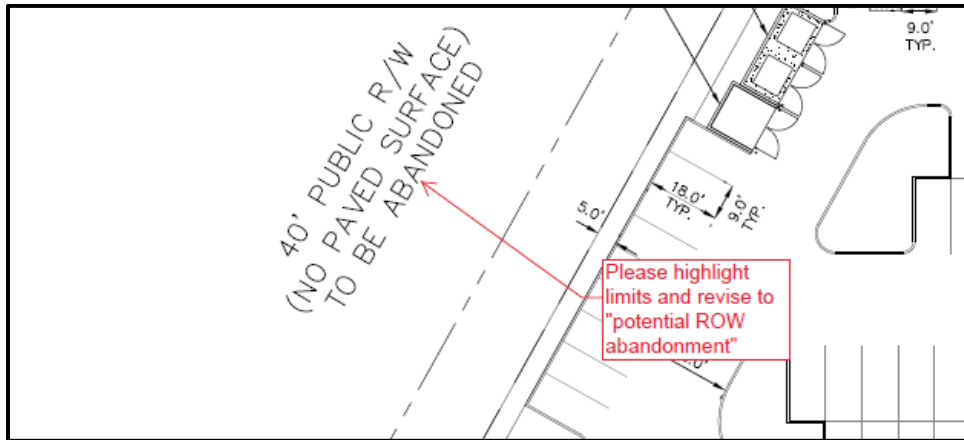 40' PUBLIC R/W
(NO PAVED SURFACE)
TO BE ABANDONED
9.0'
TYP.
18.0'
TYP.
9.0'
TYP.
5.0'
Please highlight
limits and revise to
"potential ROW
abandonment"